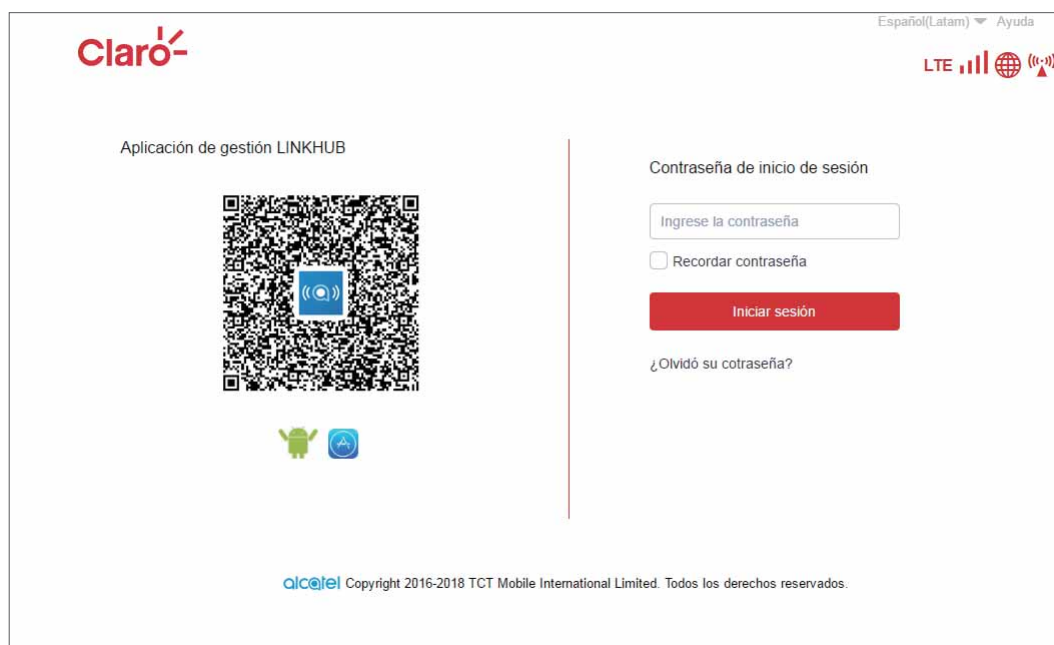 Español(Latam) Ayuda
Claro
LTE
Aplicación de gestión LINKHUB
Contraseña de inicio de sesión
Ingrese la contraseña
Recordar contraseña
Iniciar sesión
¿Olvidó su cotraseña?
alcatel Copyright 2016-2018 TCT Mobile International Limited. Todos los derechos reservados.